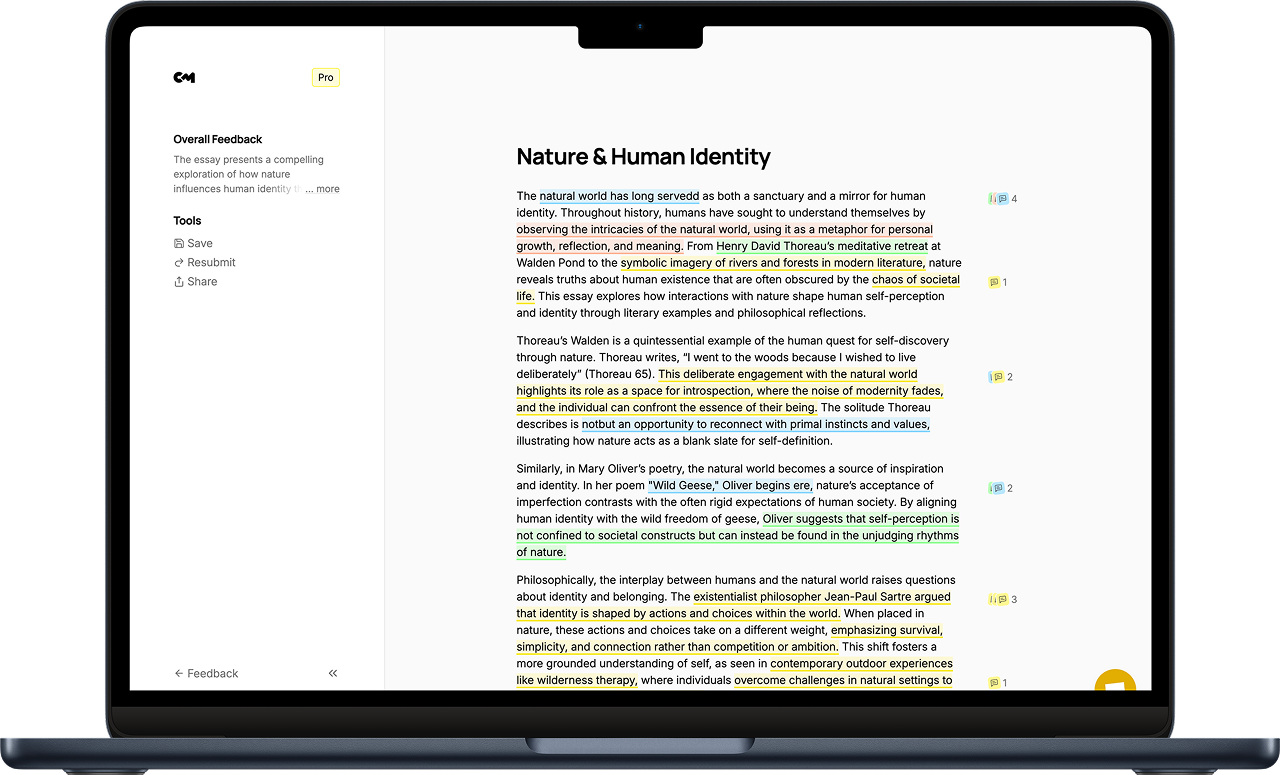 CM
Pro
Overall Feedback
The essay presents a compelling
exploration of how nature
influences human identity ... more
Tools
Save
Resubmit
Share
Feedback
Nature & Human Identity
The natural world has long servedd as both a sanctuary and a mirror for human
identity. Throughout history, humans have sought to understand themselves by
observing the intricacies of the natural world, using it as a metaphor for personal
growth, reflection, and meaning. From Henry David Thoreau’s meditative retreat at
Walden Pond to the symbolic imagery of rivers and forests in modern literature, nature
reveals truths about human existence that are often obscured by the chaos of societal
life. This essay explores how interactions with nature shape human self-perception
and identity through literary examples and philosophical reflections.
4
1
Thoreau’s Walden is a quintessential example of the human quest for self-discovery
through nature. Thoreau writes, “I went to the woods because I wished to live
deliberately” (Thoreau 65). This deliberate engagement with the natural world
highlights its role as a space for introspection, where the noise of modernity fades,
and the individual can confront the essence of their being. The solitude Thoreau
describes is notbut an opportunity to reconnect with primal instincts and values,
illustrating how nature acts as a blank slate for self-definition.
2
Similarly, in Mary Oliver’s poetry, the natural world becomes a source of inspiration
and identity. In her poem "Wild Geese," Oliver begins ere, nature’s acceptance of
imperfection contrasts with the often rigid expectations of human society. By aligning
human identity with the wild freedom of geese, Oliver suggests that self-perception is
not confined to societal constructs but can instead be found in the unjudging rhythms
of nature.
2
Philosophically, the interplay between humans and the natural world raises questions
about identity and belonging. The existentialist philosopher Jean-Paul Sartre argued
that identity is shaped by actions and choices within the world. When placed in
nature, these actions and choices take on a different weight, emphasizing survival,
simplicity, and connection rather than competition or ambition. This shift fosters a
more grounded understanding of self, as seen in contemporary outdoor experiences
like wilderness therapy, where individuals overcome challenges in natural settings to
3
1